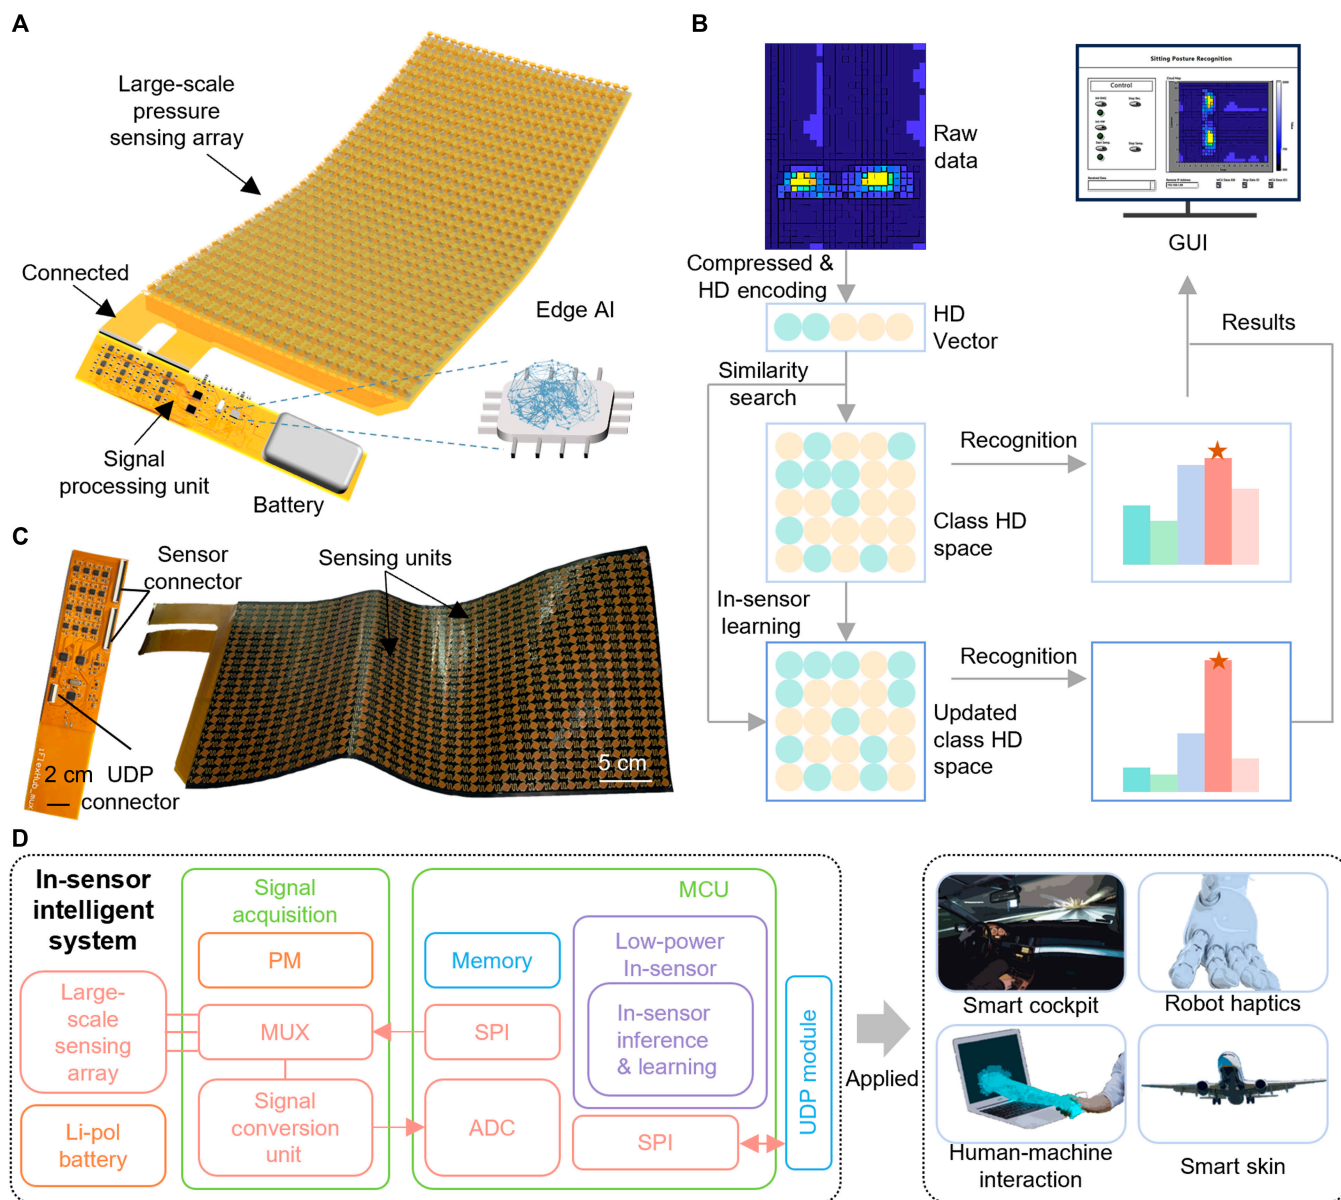 A
Large-scale
pressure
sensing array
Connected
Edge AI
Signal
processing unit
Battery
B
Raw
data
Compressed &
HD encoding
HD
Vector
Similarity
search
Recognition
Class HD
space
In-sensor
learning
Recognition
Updated
class HD
space
Results
GUI
Sitting Posture Recognition
Control
C
Sensor
connector
Sensing units
2 cm
UDP
connector
5 cm
D
In-sensor
intelligent
system
Large-
scale
sensing
array
Li-pol
battery
Signal
acquisition
PM
MUX
Signal
conversion
unit
MCU
Memory
SPI
ADC
Low-power
In-sensor
In-sensor
inference
& learning
SPI
UDP module
Applied
Smart cockpit
Robot haptics
Human-machine
interaction
Smart skin